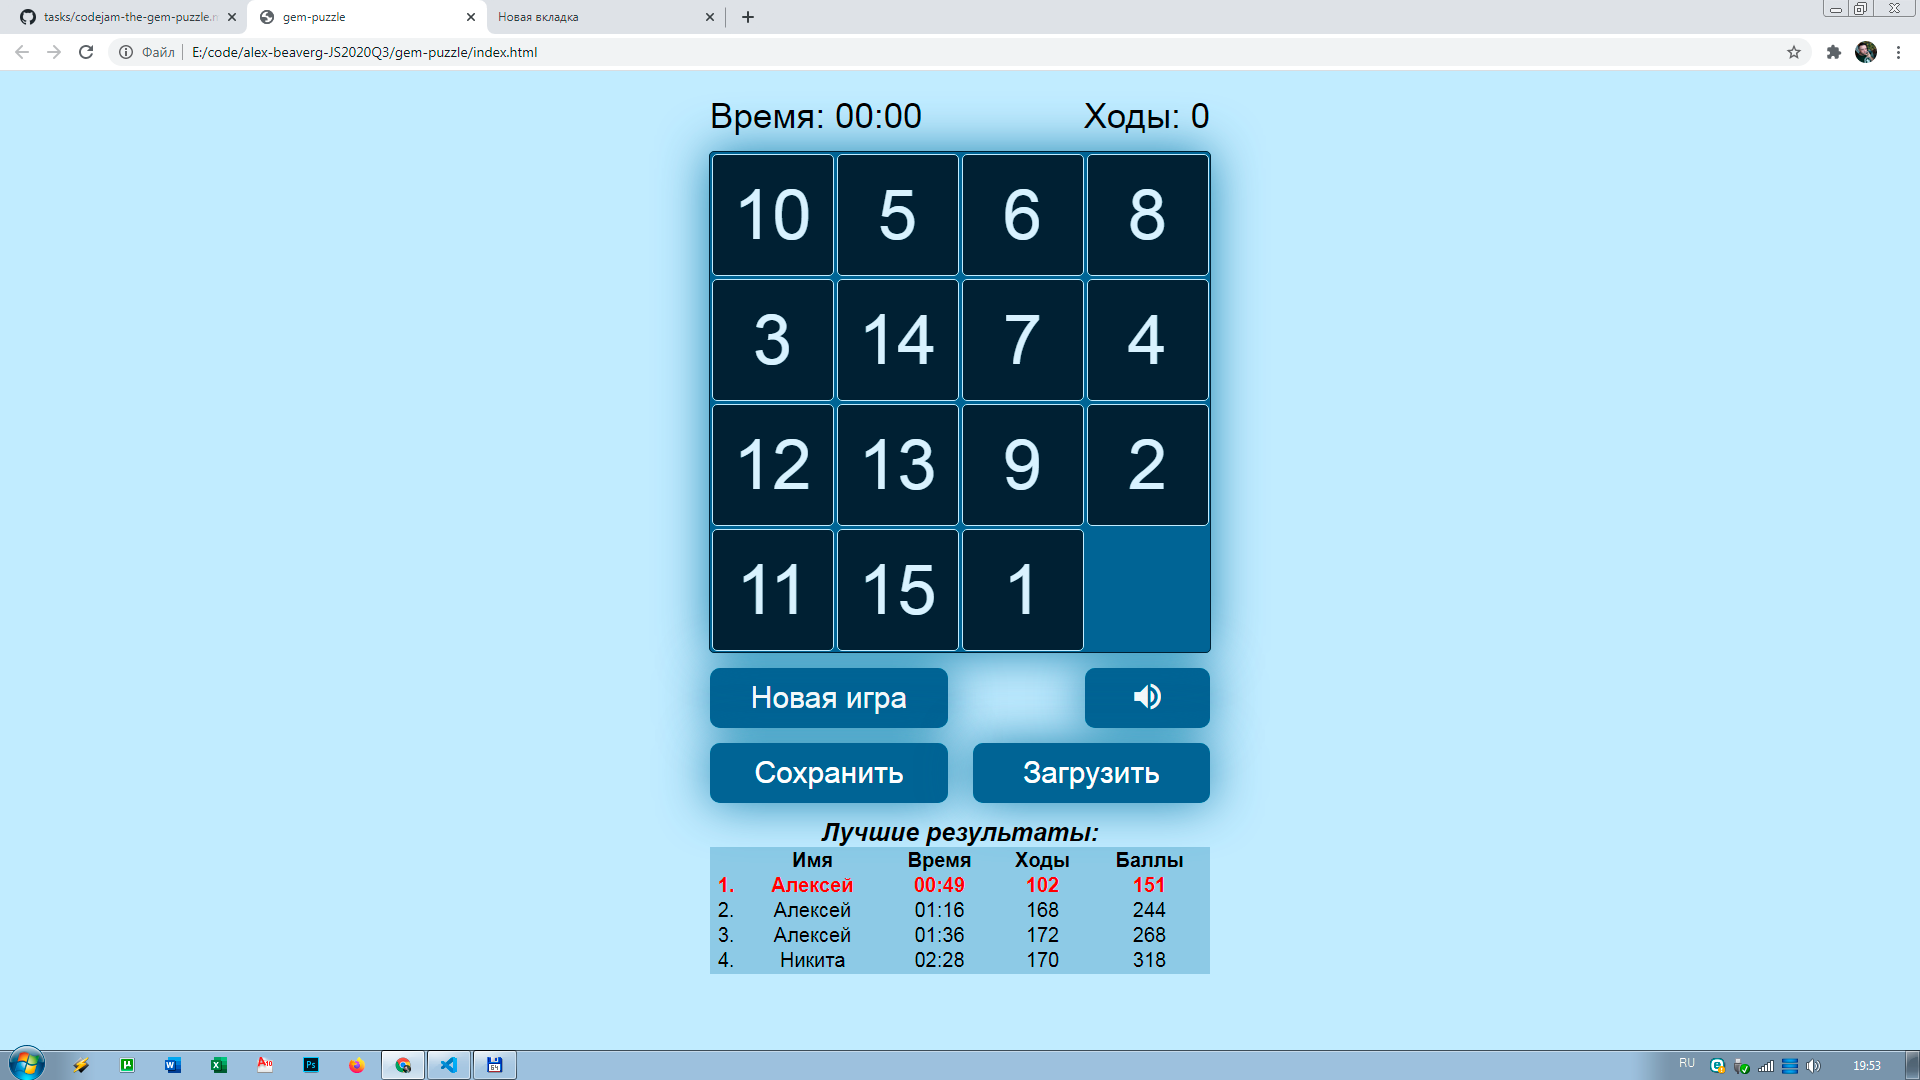 tasks/codejam-the-gem-puzzle.m
gem-puzzle
Новая вкладка
Файл
E:/code/alex-beaverg-JS2020Q3/gem-puzzle/index.html
Время: 00:00 Ходы: 0
10 5 6 8
3 14 7 4
12 13 9 2
11 15 1
Новая игра
Сохранить Загрузить
Лучшие результаты:
Имя Время Ходы Баллы
1. Алексей 00:49 102 151
2. Алексей 01:16 168 244
3. Алексей 01:36 172 268
4. Никита 02:28 170 318
RU 19:53